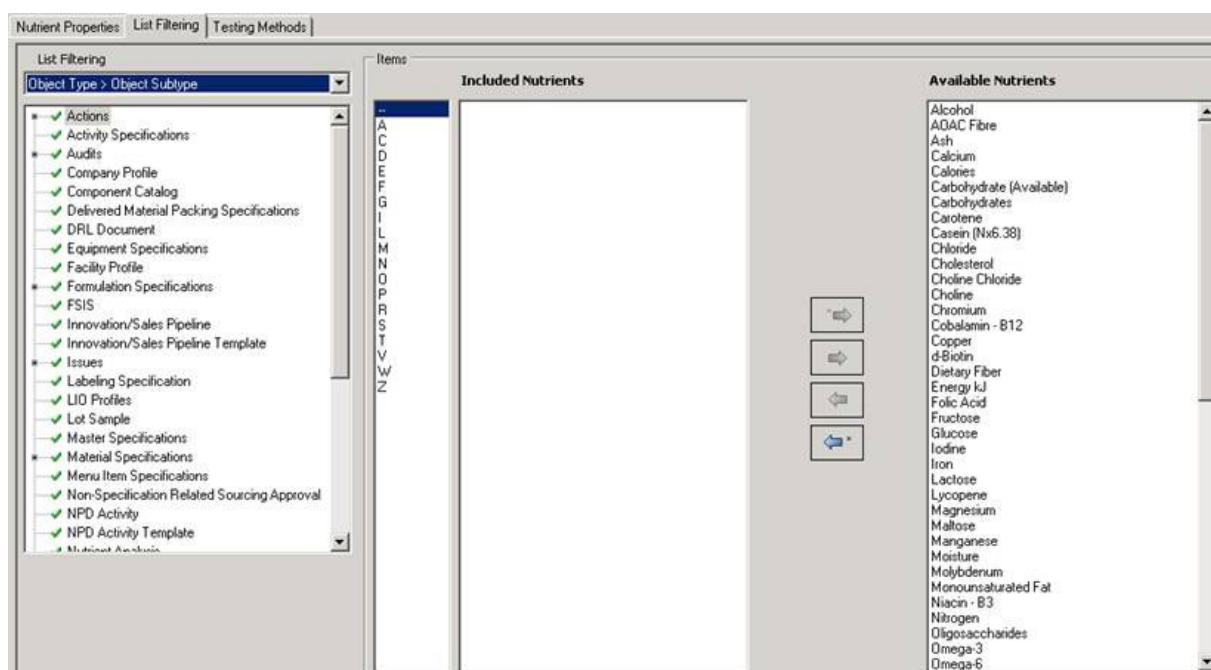 Nutrient Properties
List Filtering
Testing Methods
List Filtering
Object Type > Object Subtype
Actions
Activity Specifications
Audits
Company Profile
Component Catalog
Delivered Material Packing Specifications
DRL Document
Equipment Specifications
Facility Profile
Formulation Specifications
FSIS
Innovation/Sales Pipeline
Innovation/Sales Pipeline Template
Issues
Labeling Specification
LIO Profiles
Lot Sample
Master Specifications
Material Specifications
Menu Item Specifications
Non-Specification Related Sourcing Approval
NPD Activity
NPD Activity Template
Nutrient Analysis
Items
Included Nutrients
--
A
C
D
E
F
G
I
L
M
N
O
P
R
S
T
V
W
Z
Available Nutrients
Alcohol
AOAC Fibre
Ash
Calcium
Calories
Carbohydrate (Available)
Carbohydrates
Carotene
Casein (Nx6.38)
Chloride
Cholesterol
Choline Chloride
Choline
Chromium
Cobalamin - B12
Copper
d-Biotin
Dietary Fiber
Energy kJ
Folic Acid
Fructose
Glucose
Iodine
Iron
Lactose
Lycopene
Magnesium
Maltose
Manganese
Moisture
Molybdenum
Monounsaturated Fat
Niacin - B3
Nitrogen
Oligosaccharides
Omega-3
Omega-6